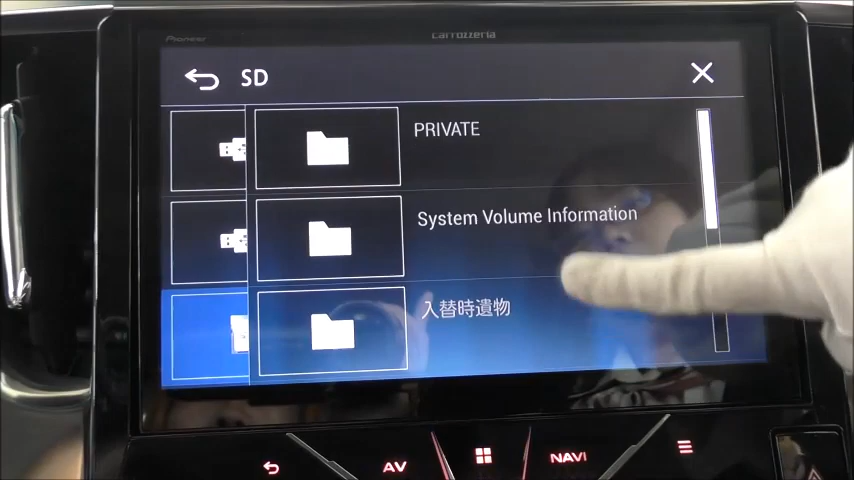 Pioneer
carrozzeria
SD
PRIVATE
System Volume Information
入替時遺物
AV
NAVI